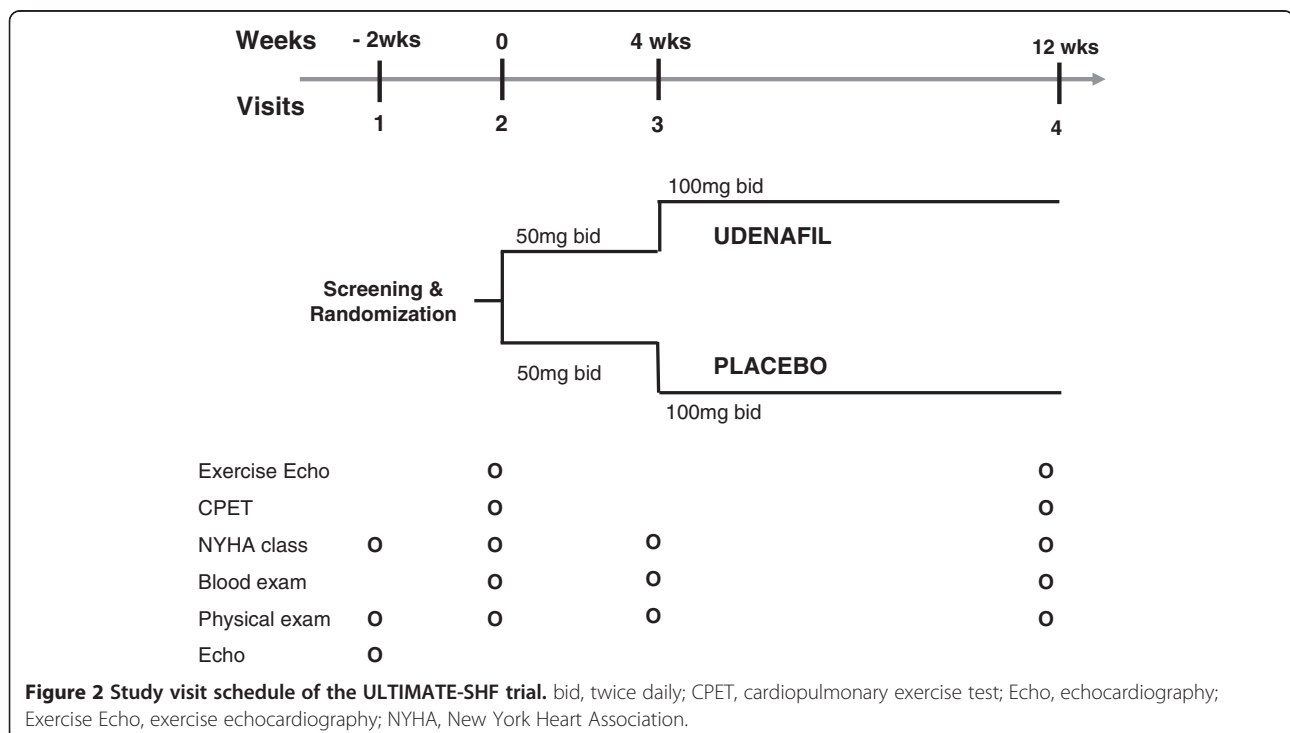 Weeks - 2wks 0 4 wks 12 wks
Visits
1 2 3 4
100mg bid
50mg bid UDENAFIL
Screening &
Randomization
50mg bid PLACEBO
100mg bid
Exercise Echo O O
CPET O O
NYHA class O O O O
Blood exam O O O
Physical exam O O O O
Echo O
Figure 2 Study visit schedule of the ULTIMATE-SHF trial. bid, twice daily; CPET, cardiopulmonary exercise test; Echo, echocardiography;
Exercise Echo, exercise echocardiography; NYHA, New York Heart Association.